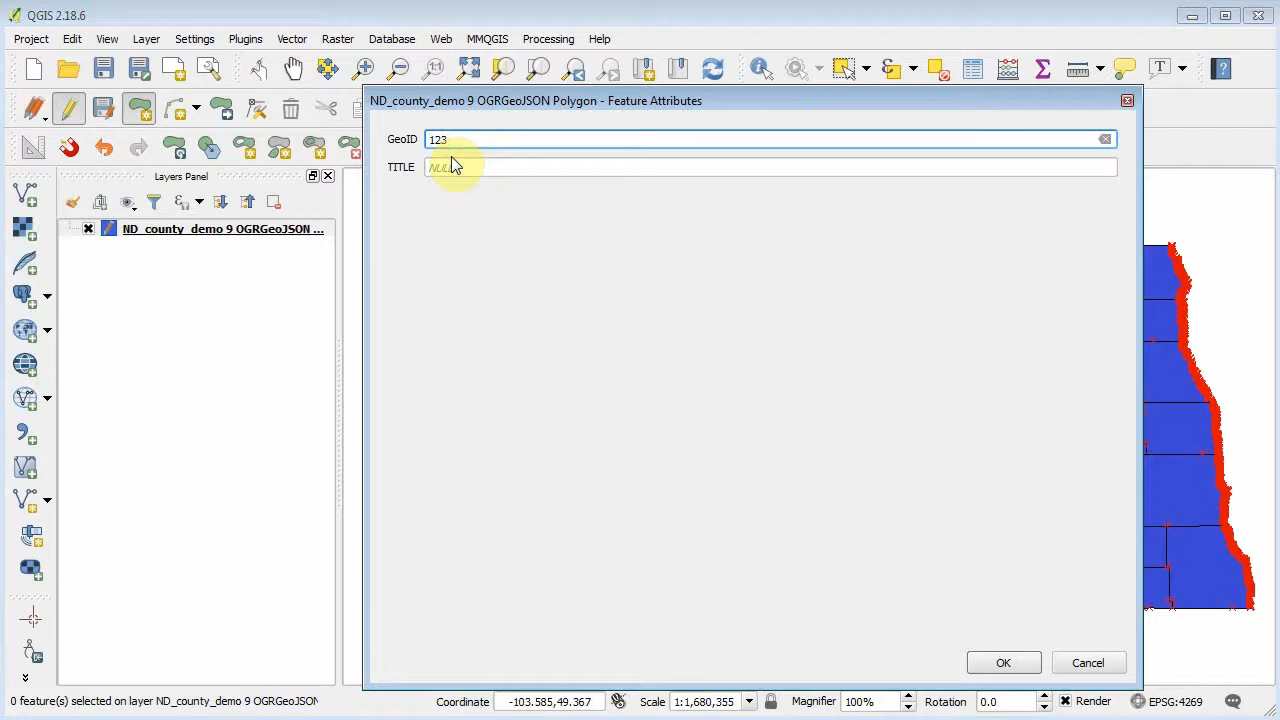 QGIS 2.18.6
Project Edit View Layer Settings Plugins Vector Raster Database Web MMQGIS Processing Help
ND_county_demo 9 OGRGeoJSON Polygon - Feature Attributes
GeoID 123
TITLE NULL
Layers Panel
ND_county_demo 9 OGRGeoJSON ...
OK Cancel
0 feature(s) selected on layer ND_county_demo 9 OGRGeoJSON Coordinate -103.585,49.367 Scale 1:1,680,355 Magnifier 100% Rotation 0.0 Render EPSG:4269